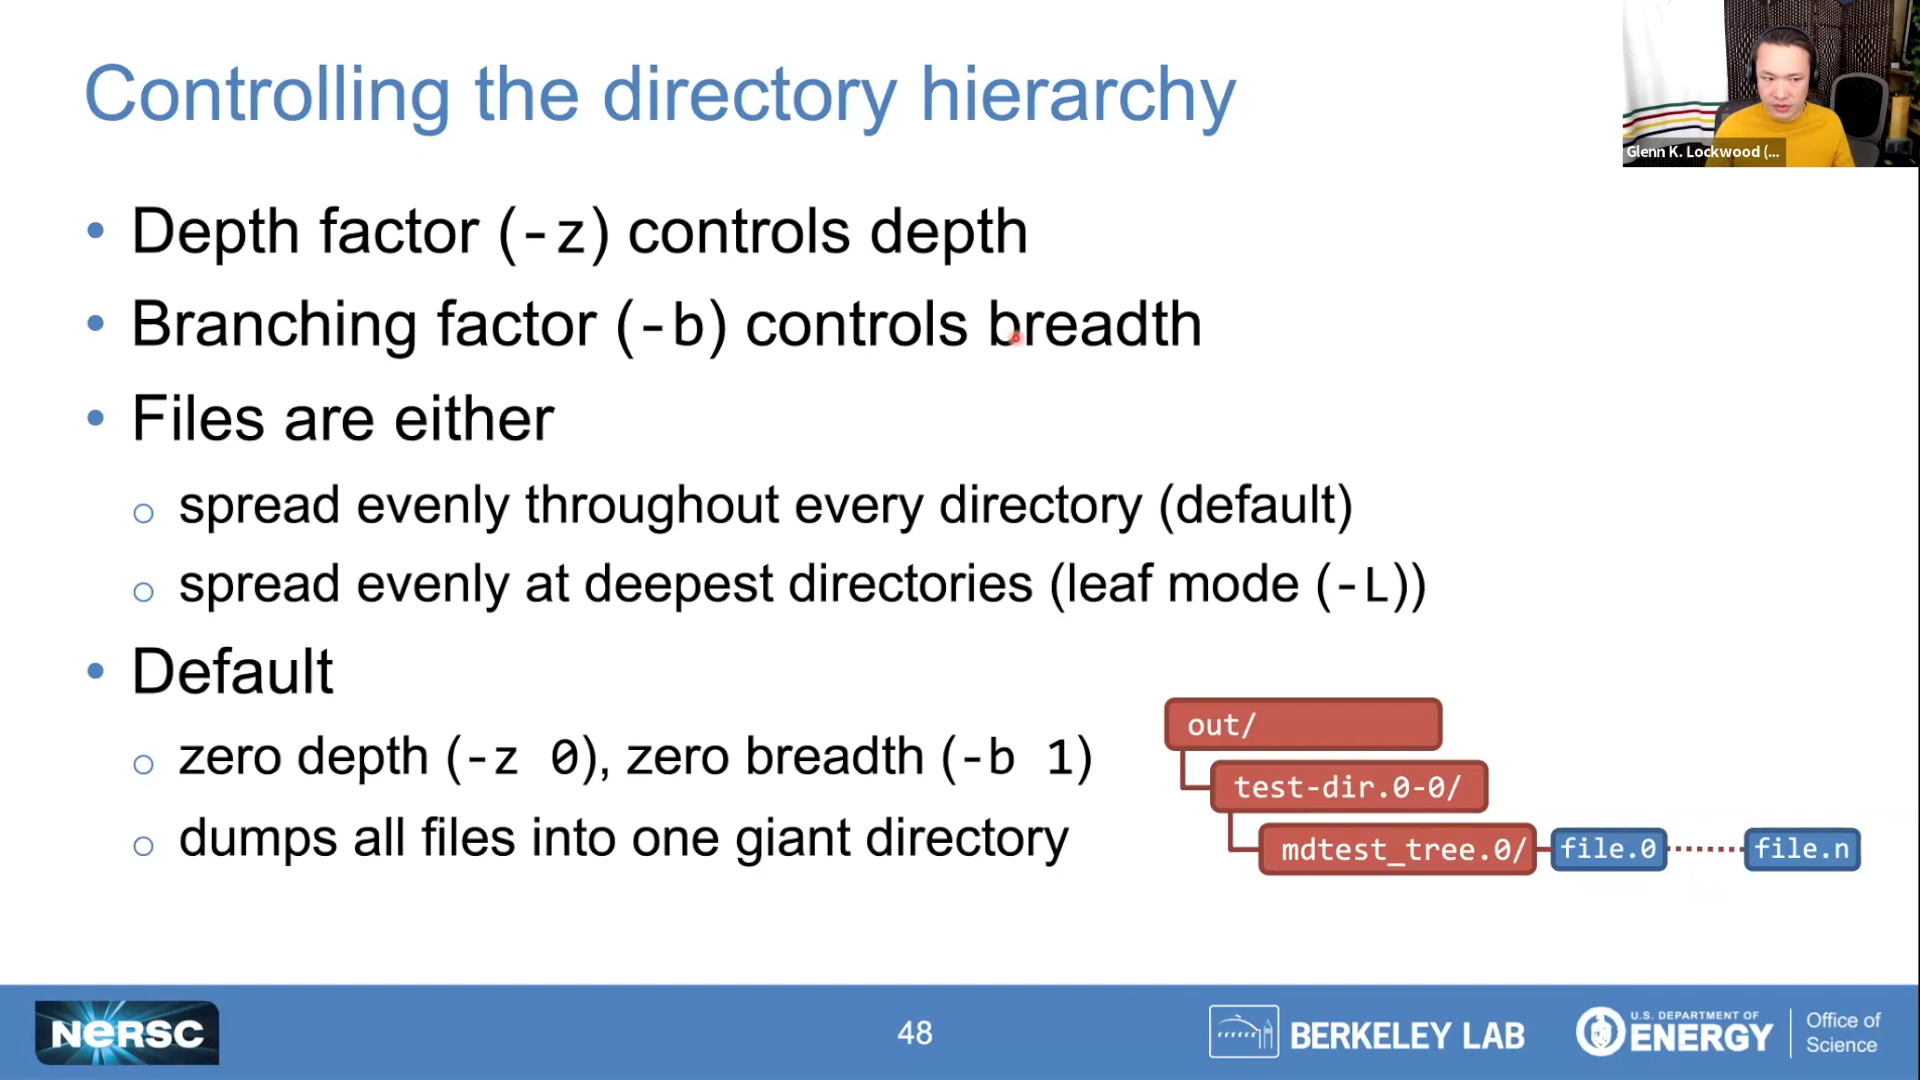 Controlling the directory hierarchy
Glenn K. Lockwood (...
• Depth factor (-z) controls depth
• Branching factor (-b) controls breadth
• Files are either
○ spread evenly throughout every directory (default)
○ spread evenly at deepest directories (leaf mode (-L))
• Default
○ zero depth (-z 0), zero breadth (-b 1)
○ dumps all files into one giant directory
out/
test-dir.0-0/
mdtest_tree.0/ file.0 file.n
NERSC
48
BERKELEY LAB
U.S. DEPARTMENT OF
ENERGY
Office of
Science